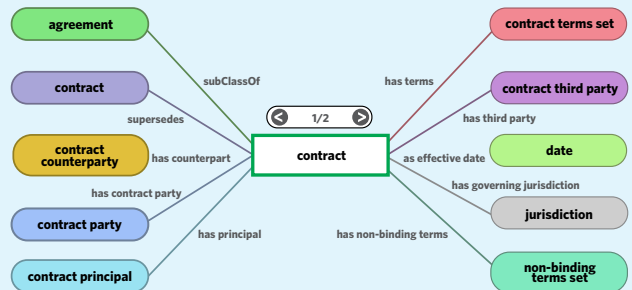 agreement
contract terms set
subClassOf
has terms
contract
contract third party
supersedes
< 1/2 >
has third party
contract
counterparty
has counterpart
contract
as effective date
date
has contract party
has governing jurisdiction
contract party
jurisdiction
has principal
has non-binding terms
contract principal
non-binding
terms set